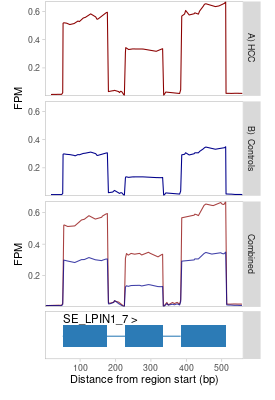 0.6
0.4
0.2
A) HCC
FPM
0.6
0.4
0.2
B) Controls
0.6
0.4
0.2
Combined
FPM
SE_LPIN1_7 >
100 200 300 400 500
Distance from region start (bp)